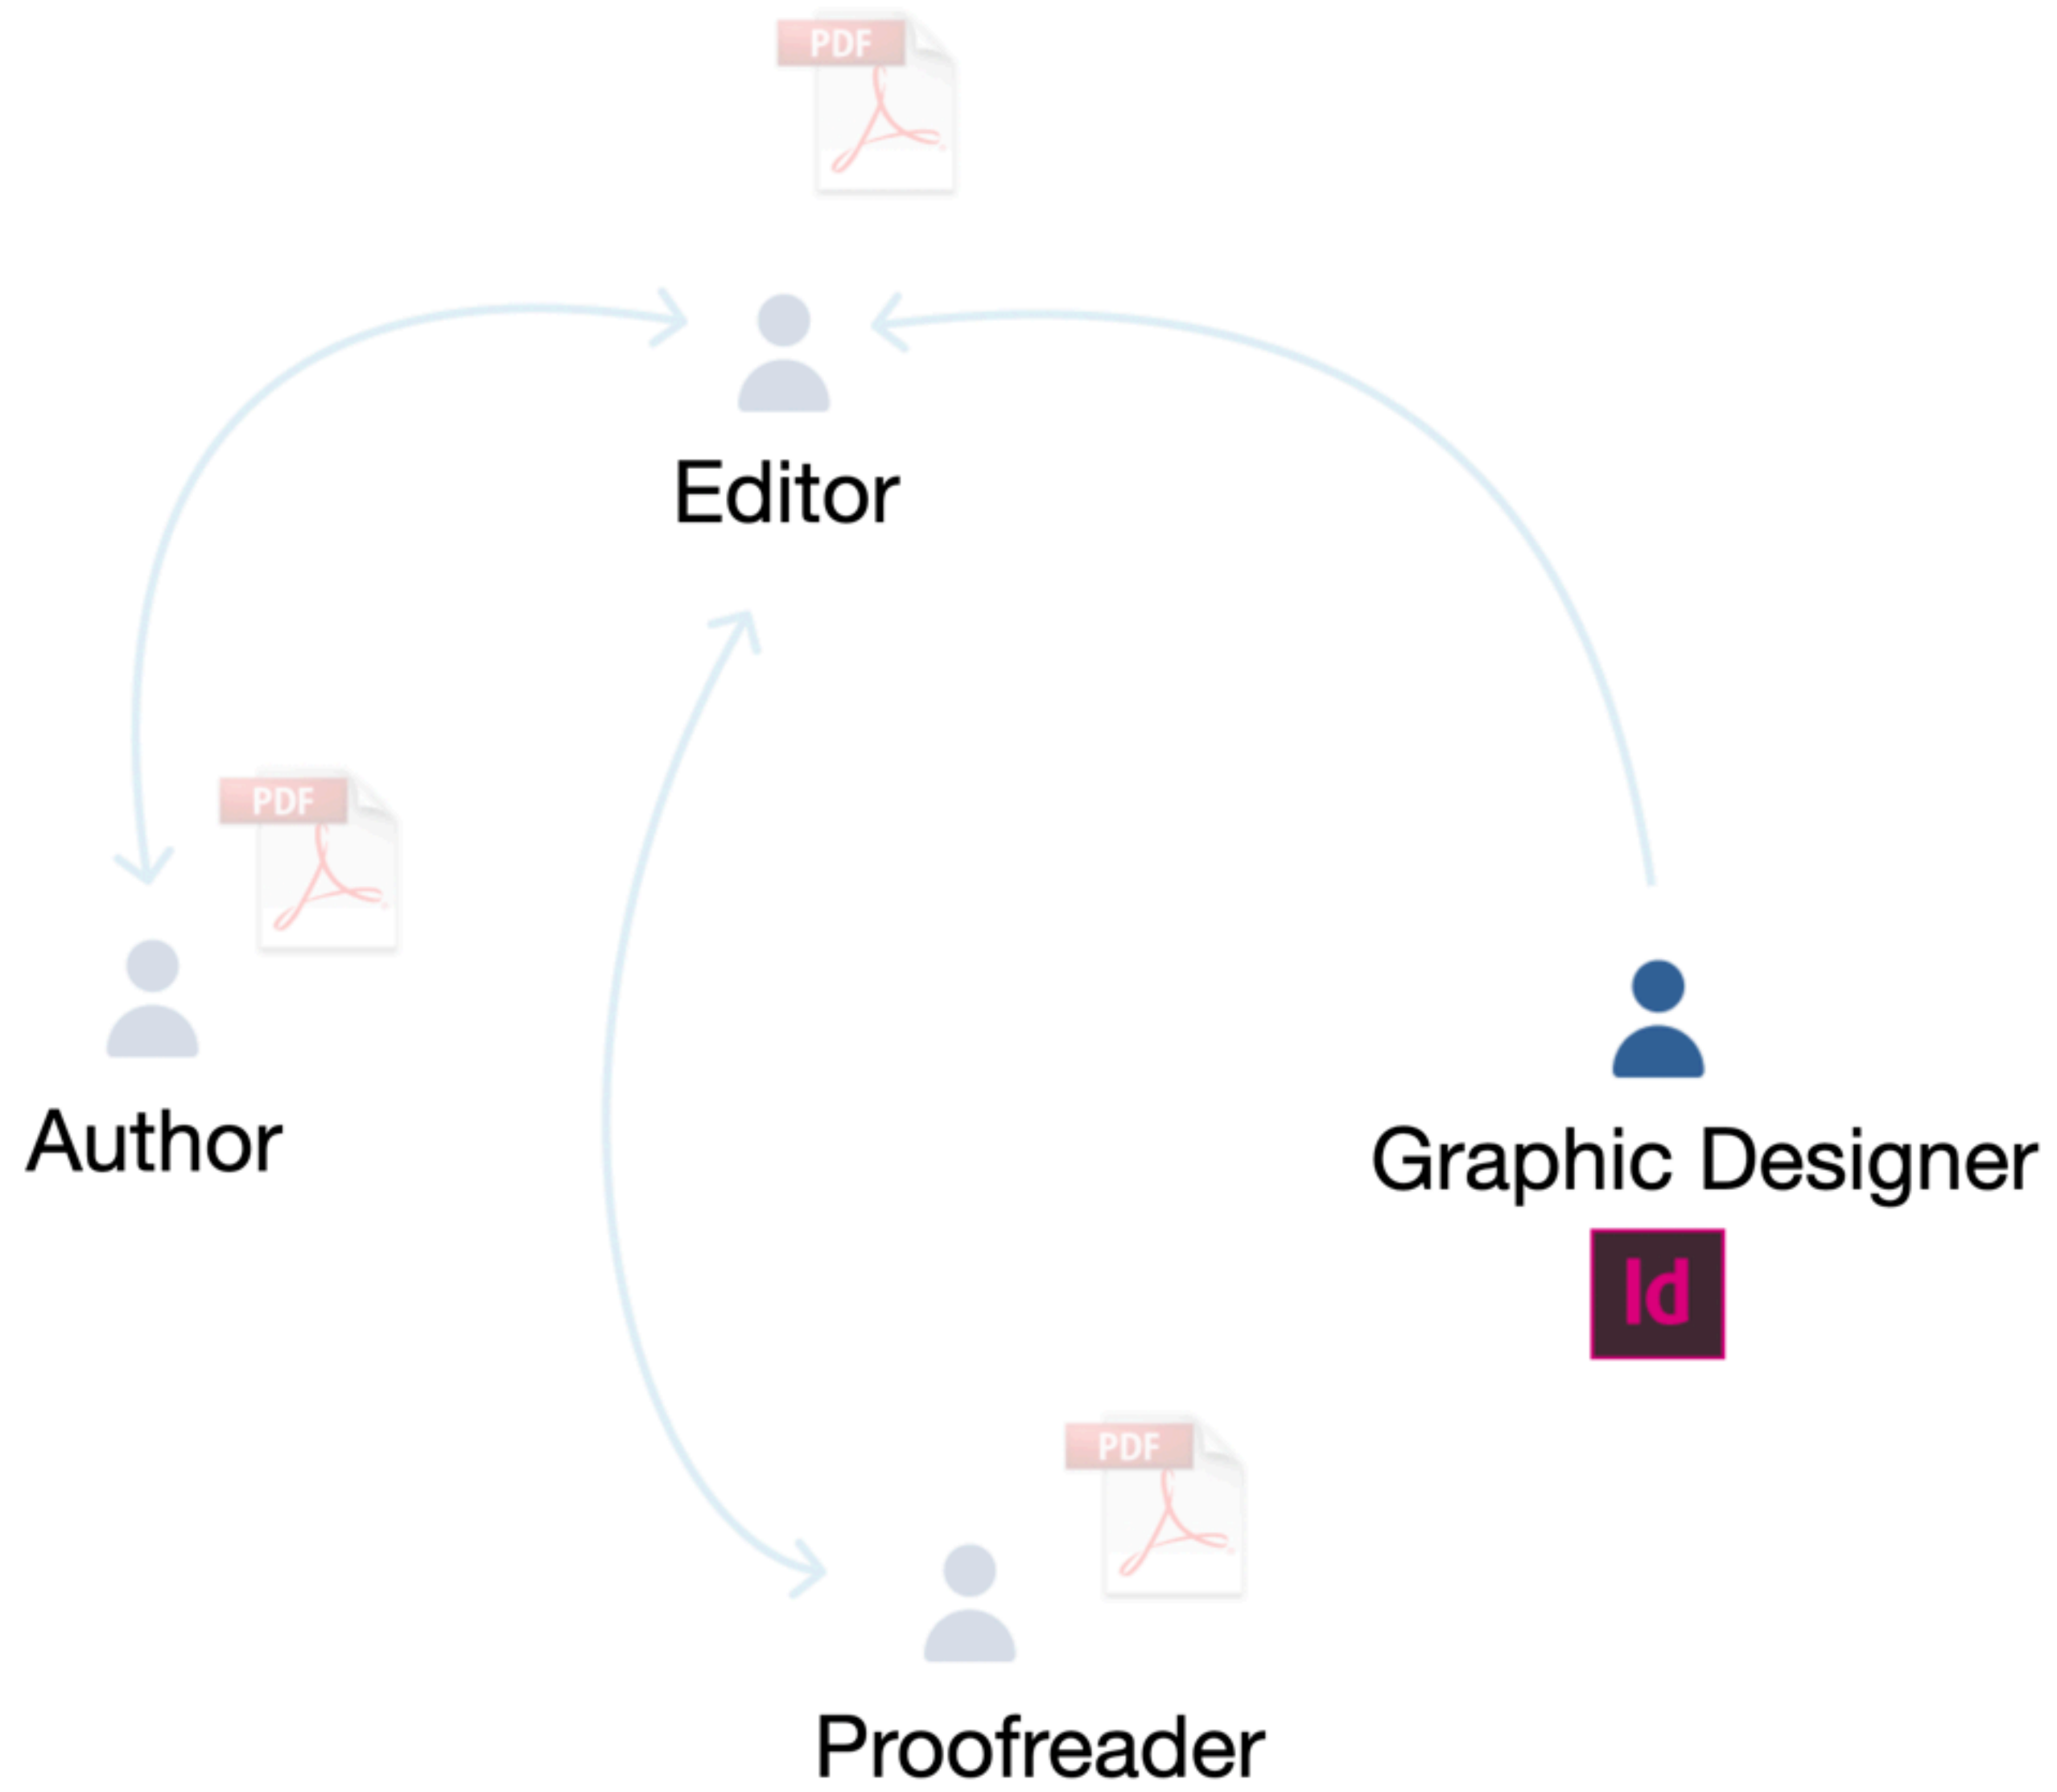 PDF
Editor
PDF
Author
Graphic Designer
Id
PDF
Proofreader